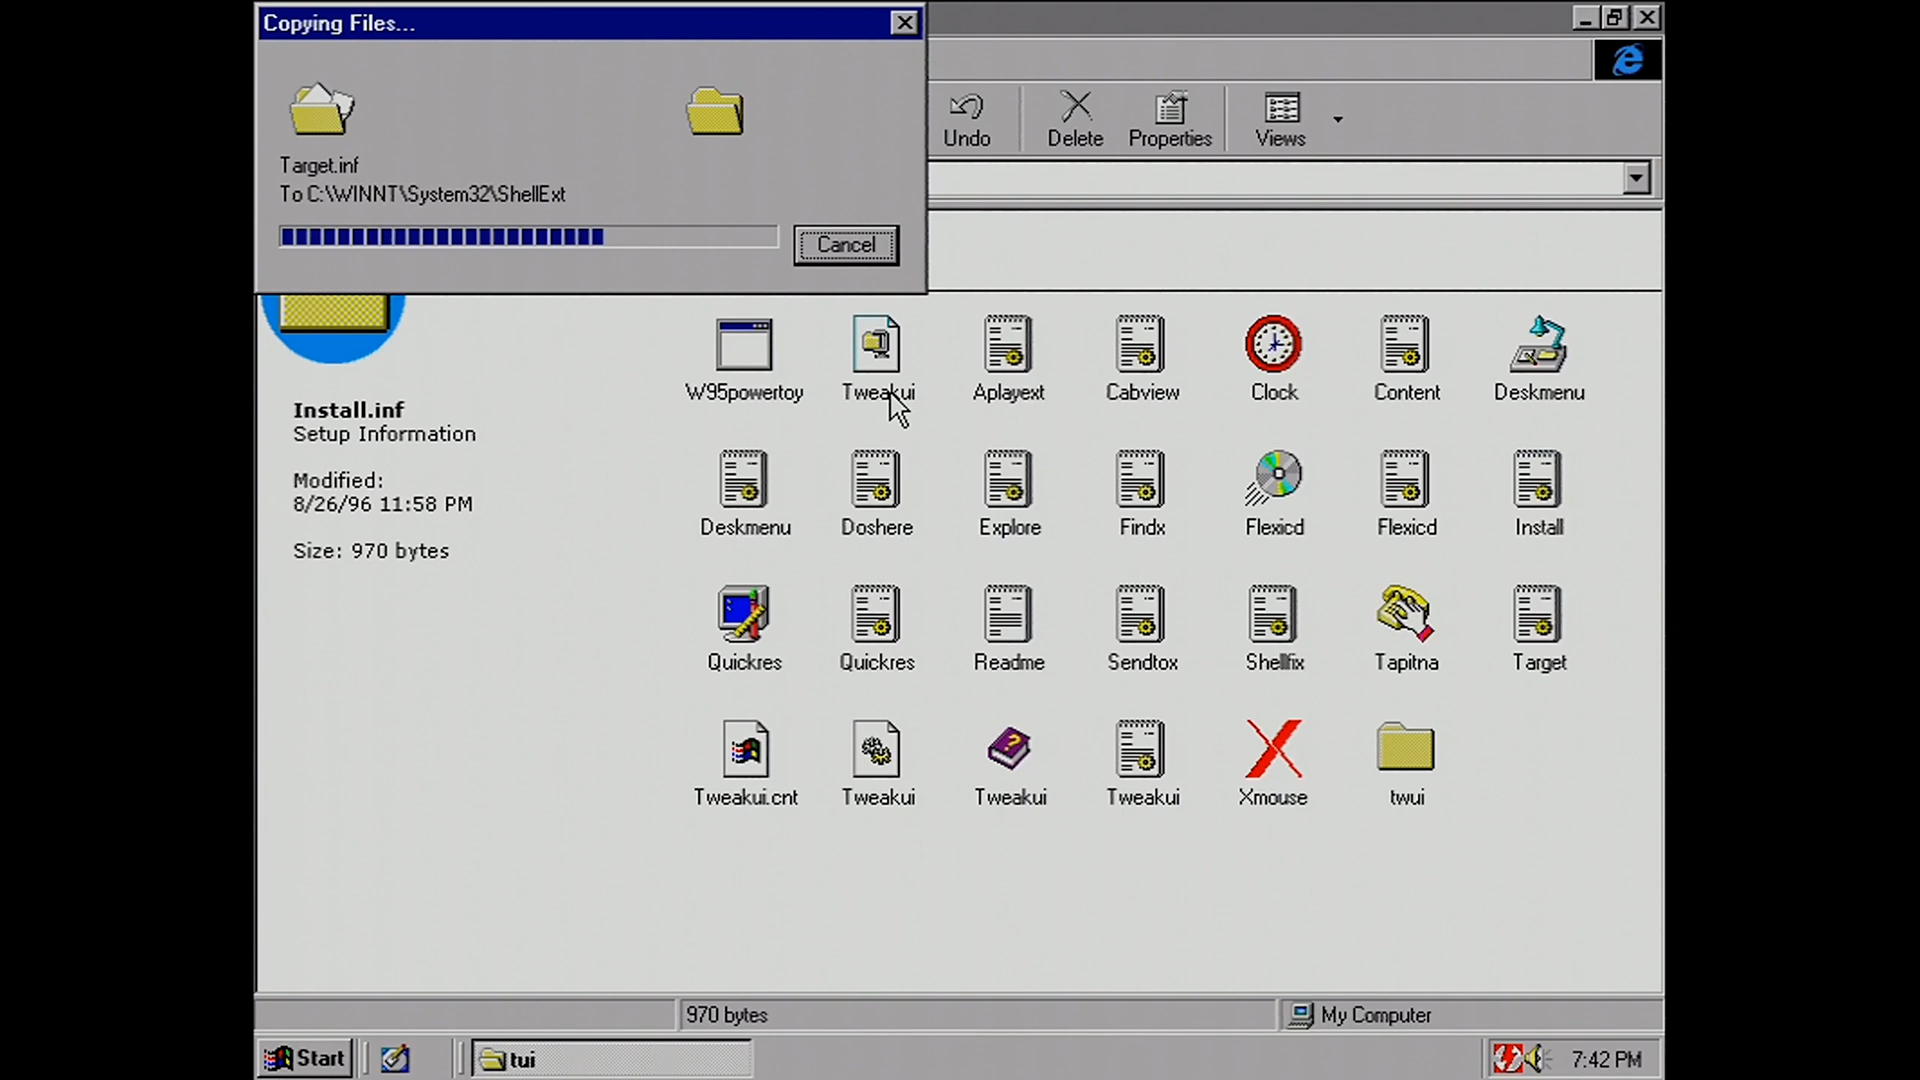 Copying Files...
Target.inf
To C:\WINNT\System32\ShellExt
Cancel
Undo
Delete
Properties
Views
Install.inf
Setup Information
Modified:
8/26/96 11:58 PM
Size: 970 bytes
W95powertoy
Tweakui
Aplayext
Cabview
Clock
Content
Deskmenu
Deskmenu
Doshere
Explore
Findx
Flexicd
Flexicd
Install
Quickres
Quickres
Readme
Sendtox
Shellfix
Tapitna
Target
Tweakui.cnt
Tweakui
Tweakui
Tweakui
Xmouse
twui
970 bytes
My Computer
Start
tui
7:42 PM